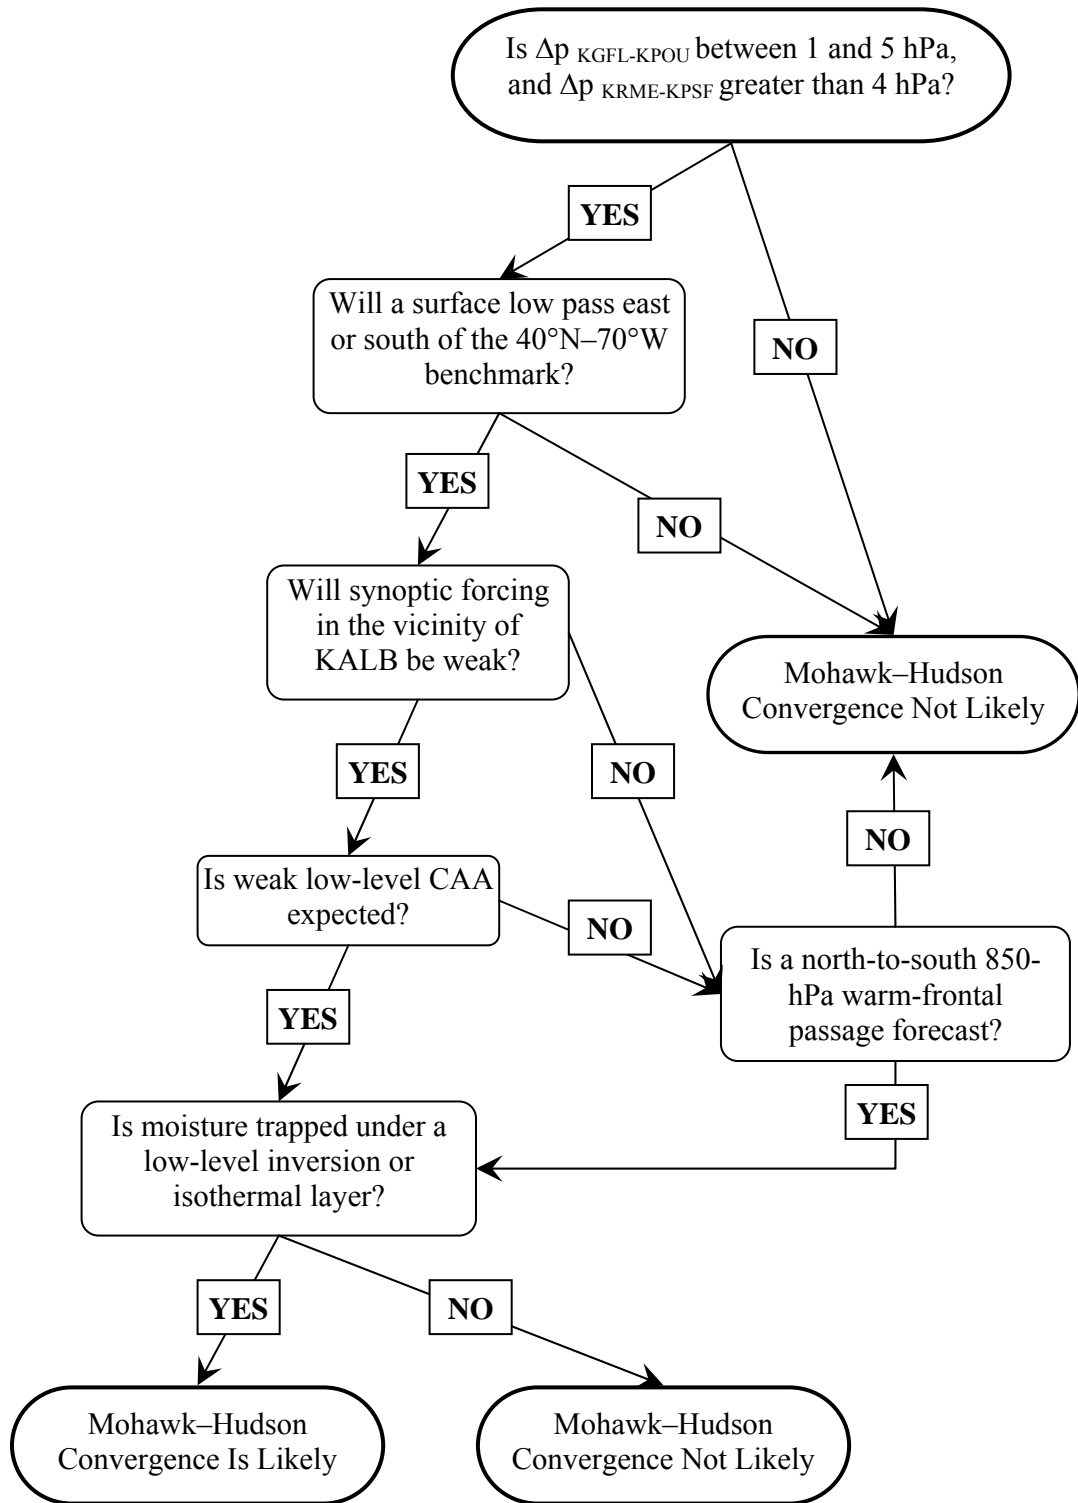 Is Δp KGFL-KPOU between 1 and 5 hPa,
and Δp KRME-KPSF greater than 4 hPa?
YES
Will a surface low pass east
or south of the 40°N–70°W
benchmark?
NO
YES
NO
Will synoptic forcing
in the vicinity of
KALB be weak?
Mohawk–Hudson
Convergence Not Likely
YES
NO
NO
Is weak low-level CAA
expected?
NO
Is a north-to-south 850-
hPa warm-frontal
passage forecast?
YES
YES
Is moisture trapped under a
low-level inversion or
isothermal layer?
YES
NO
Mohawk–Hudson
Convergence Is Likely
Mohawk–Hudson
Convergence Not Likely